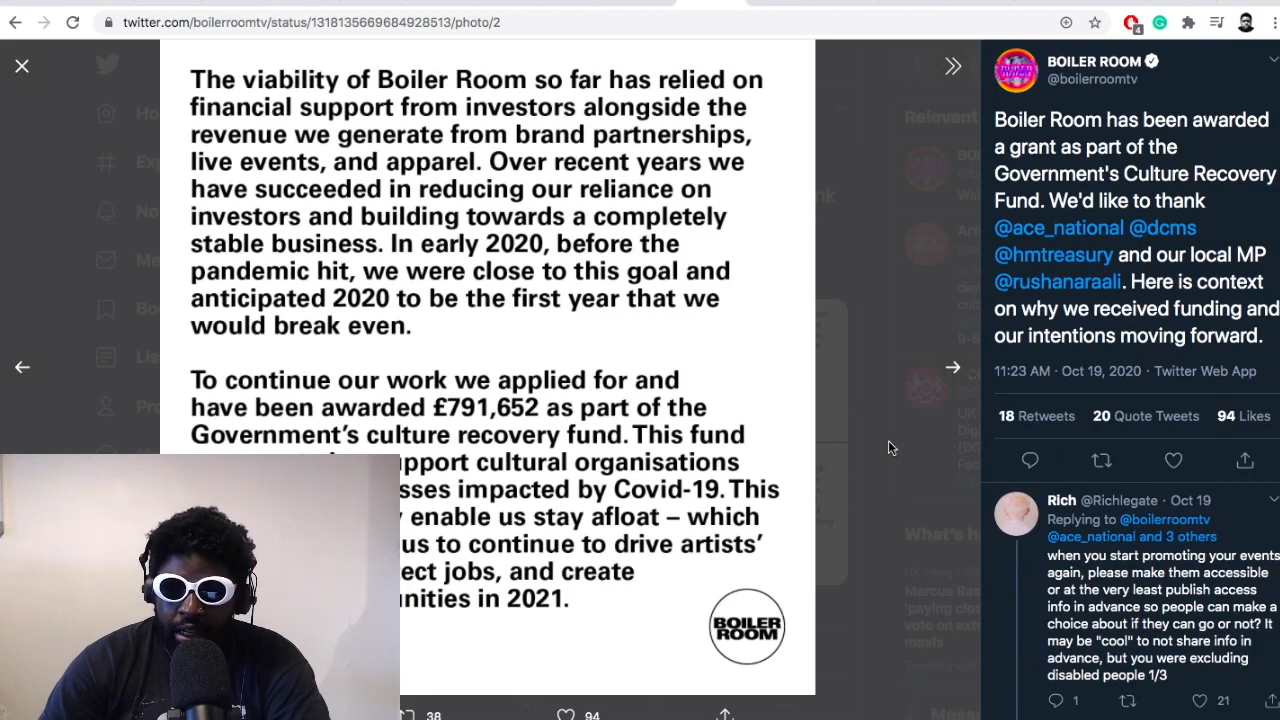 twitter.com/boilerroomtv/status/1318135669684928513/photo/2
4
The viability of Boiler Room so far has relied on
financial support from investors alongside the
revenue we generate from brand partnerships,
live events, and apparel. Over recent years we
have succeeded in reducing our reliance on
investors and building towards a completely
stable business. In early 2020, before the
pandemic hit, we were close to this goal and
anticipated 2020 to be the first year that we
would break even.
To continue our work we applied for and
have been awarded £791,652 as part of the
Government's culture recovery fund. This fund
upport cultural organisations
sses impacted by Covid-19. This
enable us stay afloat – which
us to continue to drive artists'
ect jobs, and create
nities in 2021.
BOILER
ROOM
38
94
Relevant
What's h
Marcus Ras
'paying clos
vote on ext
meals
BOILER ROOM
@boilerroomtv
Boiler Room has been awarded
a grant as part of the
Government's Culture Recovery
Fund. We'd like to thank
@ace_national @dcms
@hmtreasury and our local MP
@rushanaraali. Here is context
on why we received funding and
our intentions moving forward.
11:23 AM · Oct 19, 2020 · Twitter Web App
18 Retweets 20 Quote Tweets 94 Likes
Rich @Richlegate · Oct 19
Replying to @boilerroomtv
@ace_national and 3 others
when you start promoting your events
again, please make them accessible
or at the very least publish access
info in advance so people can make a
choice about if they can go or not? It
may be "cool" to not share info in
advance, but you were excluding
disabled people 1/3
1
21